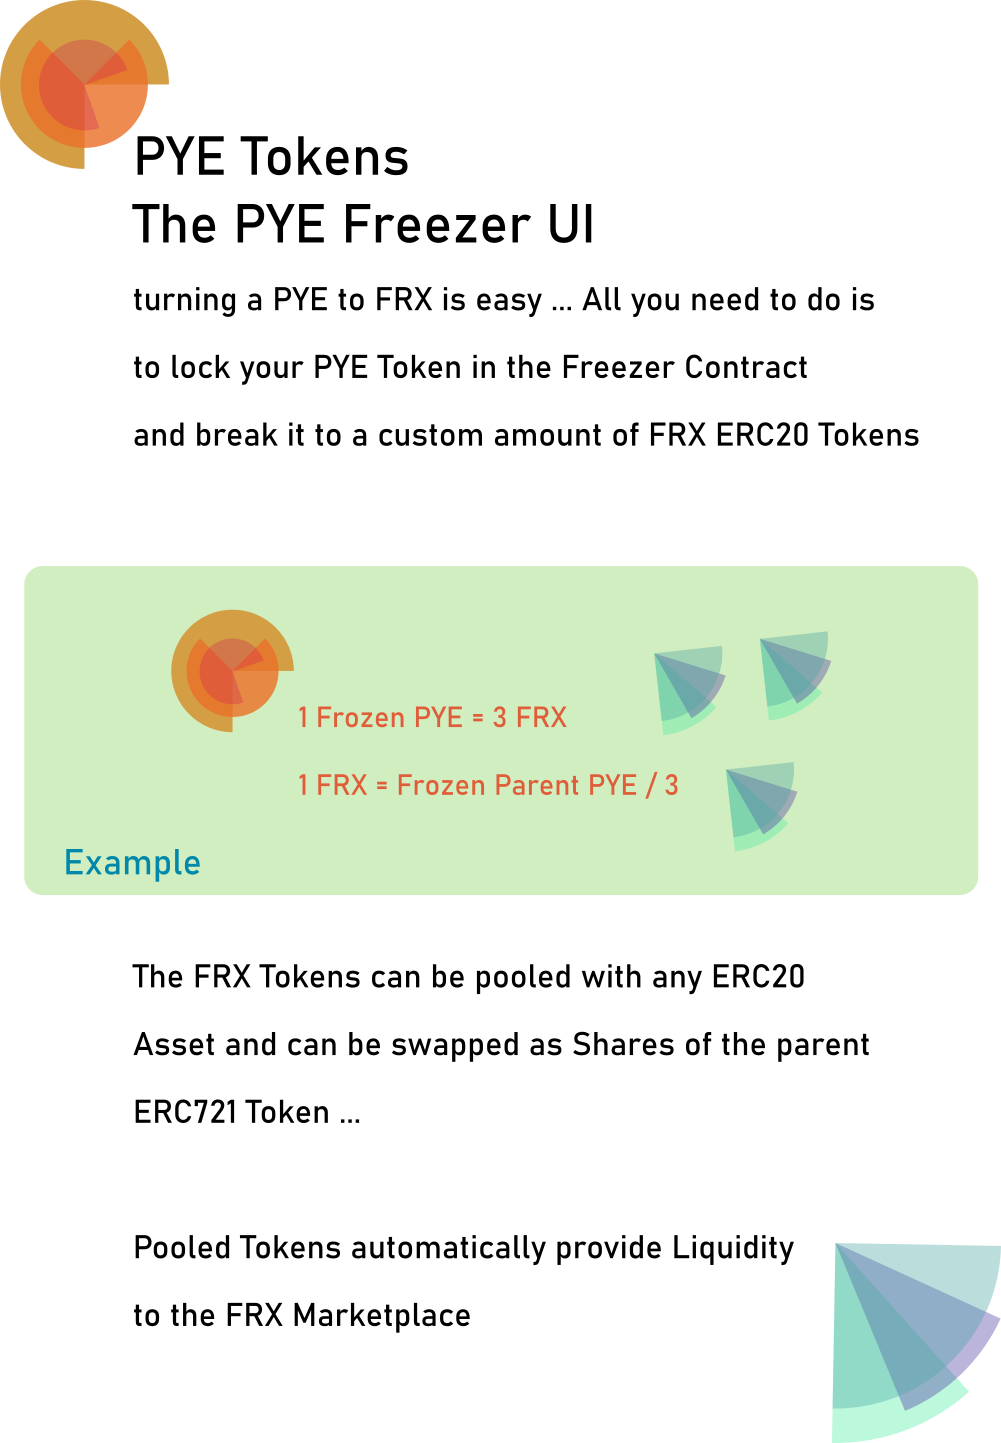 PYE Tokens
The PYE Freezer UI
turning a PYE to FRX is easy ... All you need to do is
to lock your PYE Token in the Freezer Contract
and break it to a custom amount of FRX ERC20 Tokens
1 Frozen PYE = 3 FRX
1 FRX = Frozen Parent PYE / 3
Example
The FRX Tokens can be pooled with any ERC20
Asset and can be swapped as Shares of the parent
ERC721 Token ...
Pooled Tokens automatically provide Liquidity
to the FRX Marketplace